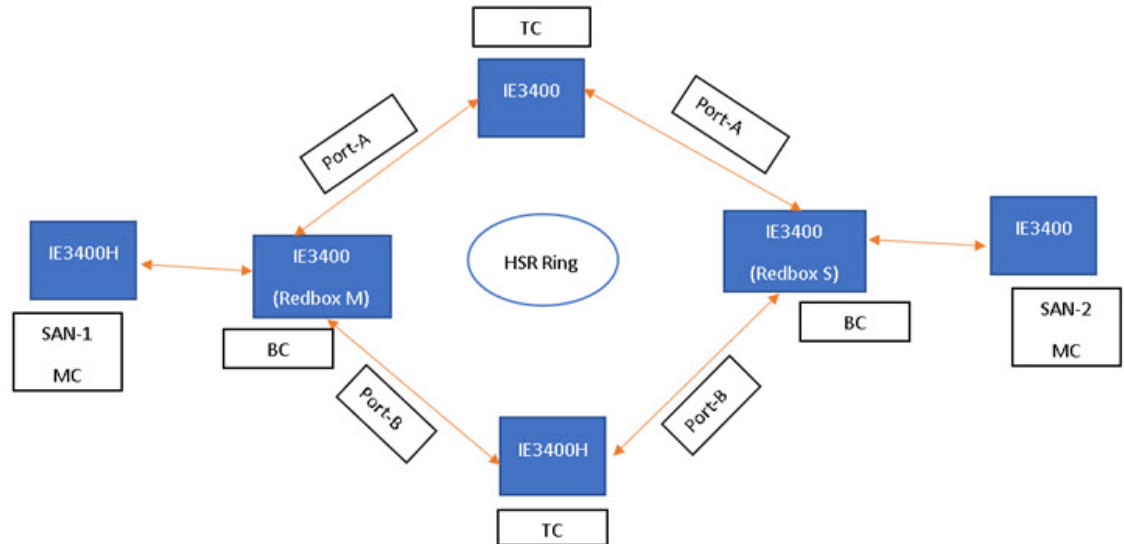 TC
IE3400
Port-A
Port-A
IE3400H
SAN-1
MC
IE3400
(Redbox M)
BC
HSR Ring
IE3400
(Redbox S)
BC
IE3400
SAN-2
MC
Port-B
Port-B
IE3400H
TC